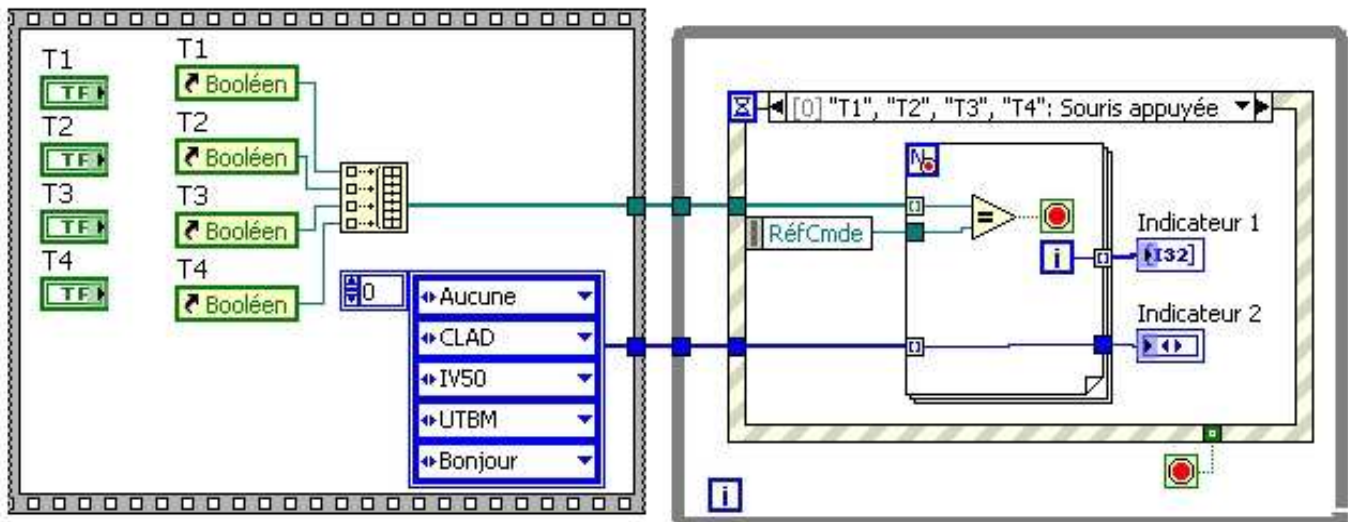 T1
TF
T2
TF
T3
TF
T4
TF
T1
Booléen
T2
Booléen
T3
Booléen
T4
Booléen
0
Aucune
CLAD
IV50
UTBM
Bonjour
[0] "T1", "T2", "T3", "T4": Souris appuyée
N
RéfCmde
=
i
Indicateur 1
[I32]
Indicateur 2
i